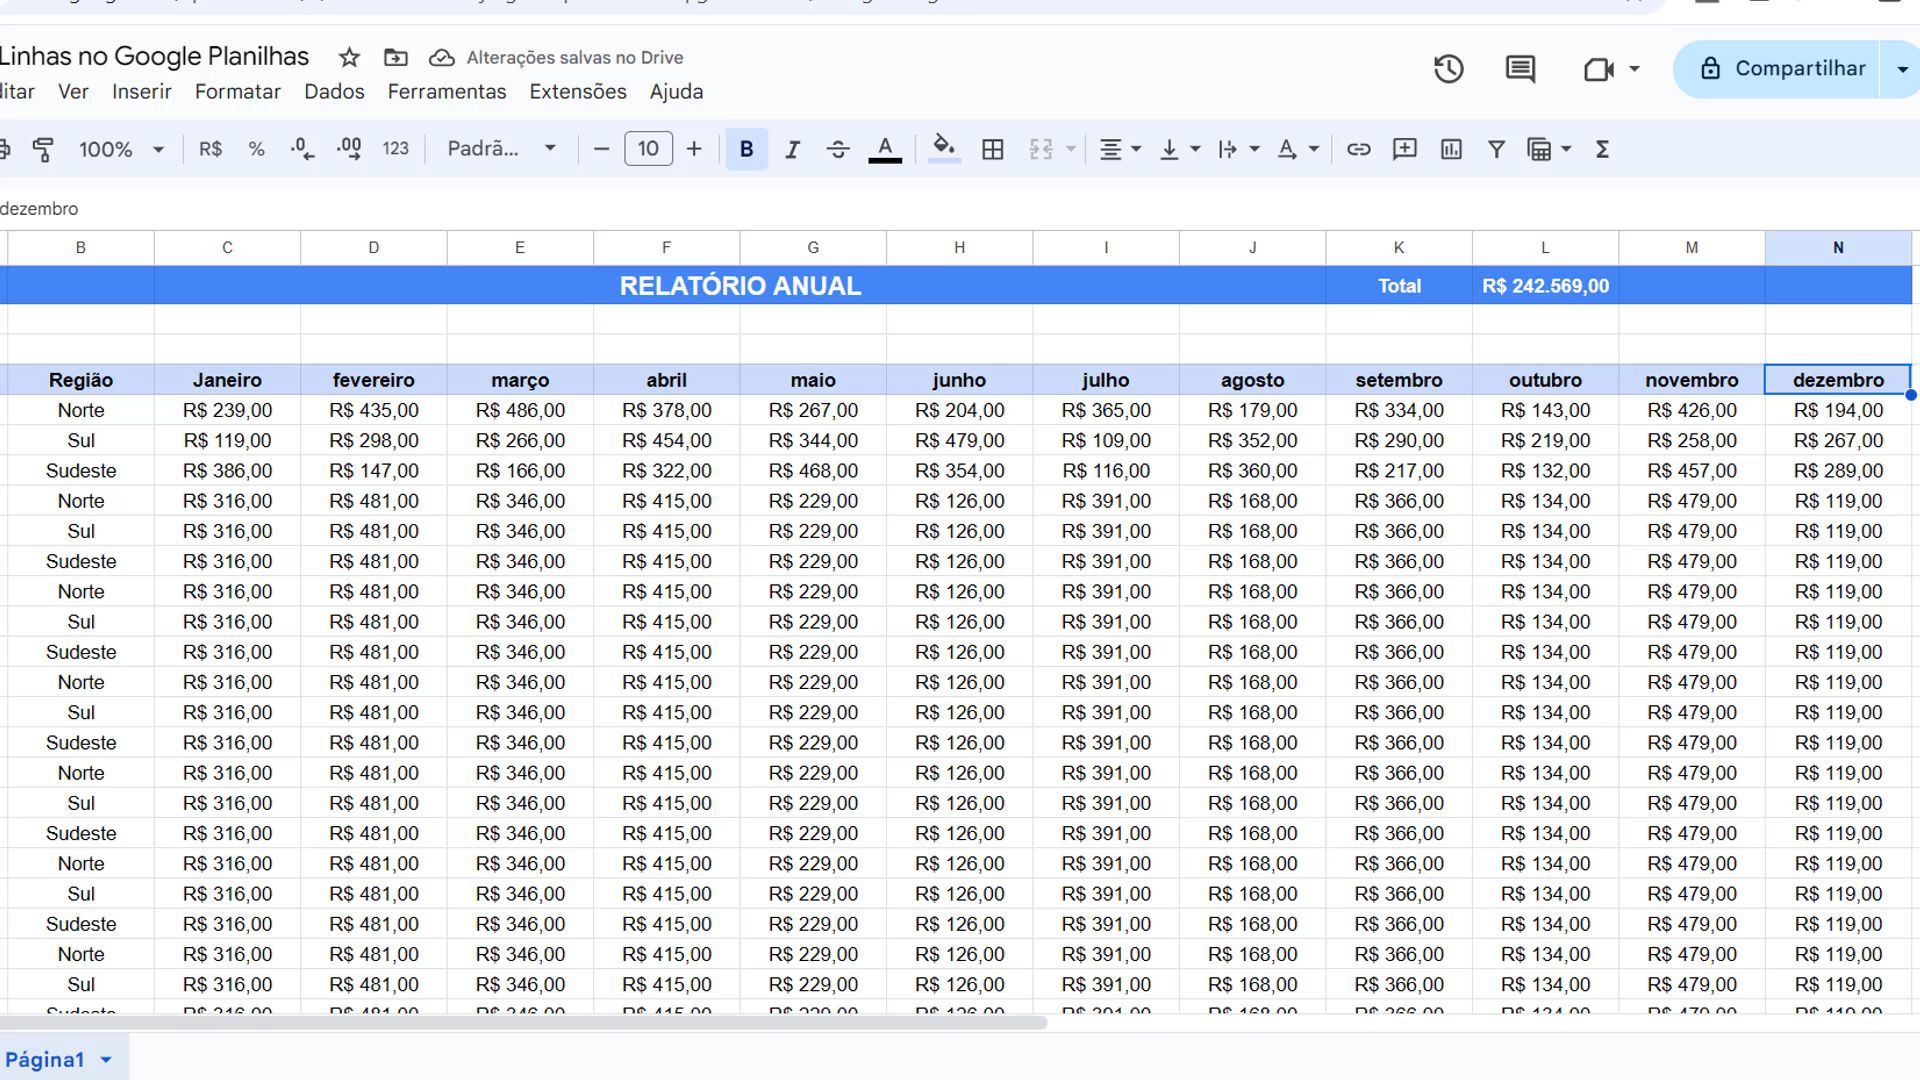 Linhas no Google Planilhas Alterações salvas no Drive
itar Ver Inserir Formatar Dados Ferramentas Extensões Ajuda
Compartilhar
100% R$ % .0 .00 123 Padrã... 10 B I A A Σ
dezembro
B C D E F G H I J K L M N
RELATÓRIO ANUAL Total R$ 242.569,00
Região Janeiro fevereiro março abril maio junho julho agosto setembro outubro novembro dezembro
Norte R$ 239,00 R$ 435,00 R$ 486,00 R$ 378,00 R$ 267,00 R$ 204,00 R$ 365,00 R$ 179,00 R$ 334,00 R$ 143,00 R$ 426,00 R$ 194,00
Sul R$ 119,00 R$ 298,00 R$ 266,00 R$ 454,00 R$ 344,00 R$ 479,00 R$ 109,00 R$ 352,00 R$ 290,00 R$ 219,00 R$ 258,00 R$ 267,00
Sudeste R$ 386,00 R$ 147,00 R$ 166,00 R$ 322,00 R$ 468,00 R$ 354,00 R$ 116,00 R$ 360,00 R$ 217,00 R$ 132,00 R$ 457,00 R$ 289,00
Norte R$ 316,00 R$ 481,00 R$ 346,00 R$ 415,00 R$ 229,00 R$ 126,00 R$ 391,00 R$ 168,00 R$ 366,00 R$ 134,00 R$ 479,00 R$ 119,00
Sul R$ 316,00 R$ 481,00 R$ 346,00 R$ 415,00 R$ 229,00 R$ 126,00 R$ 391,00 R$ 168,00 R$ 366,00 R$ 134,00 R$ 479,00 R$ 119,00
Sudeste R$ 316,00 R$ 481,00 R$ 346,00 R$ 415,00 R$ 229,00 R$ 126,00 R$ 391,00 R$ 168,00 R$ 366,00 R$ 134,00 R$ 479,00 R$ 119,00
Norte R$ 316,00 R$ 481,00 R$ 346,00 R$ 415,00 R$ 229,00 R$ 126,00 R$ 391,00 R$ 168,00 R$ 366,00 R$ 134,00 R$ 479,00 R$ 119,00
Sul R$ 316,00 R$ 481,00 R$ 346,00 R$ 415,00 R$ 229,00 R$ 126,00 R$ 391,00 R$ 168,00 R$ 366,00 R$ 134,00 R$ 479,00 R$ 119,00
Sudeste R$ 316,00 R$ 481,00 R$ 346,00 R$ 415,00 R$ 229,00 R$ 126,00 R$ 391,00 R$ 168,00 R$ 366,00 R$ 134,00 R$ 479,00 R$ 119,00
Norte R$ 316,00 R$ 481,00 R$ 346,00 R$ 415,00 R$ 229,00 R$ 126,00 R$ 391,00 R$ 168,00 R$ 366,00 R$ 134,00 R$ 479,00 R$ 119,00
Sul R$ 316,00 R$ 481,00 R$ 346,00 R$ 415,00 R$ 229,00 R$ 126,00 R$ 391,00 R$ 168,00 R$ 366,00 R$ 134,00 R$ 479,00 R$ 119,00
Sudeste R$ 316,00 R$ 481,00 R$ 346,00 R$ 415,00 R$ 229,00 R$ 126,00 R$ 391,00 R$ 168,00 R$ 366,00 R$ 134,00 R$ 479,00 R$ 119,00
Norte R$ 316,00 R$ 481,00 R$ 346,00 R$ 415,00 R$ 229,00 R$ 126,00 R$ 391,00 R$ 168,00 R$ 366,00 R$ 134,00 R$ 479,00 R$ 119,00
Sul R$ 316,00 R$ 481,00 R$ 346,00 R$ 415,00 R$ 229,00 R$ 126,00 R$ 391,00 R$ 168,00 R$ 366,00 R$ 134,00 R$ 479,00 R$ 119,00
Sudeste R$ 316,00 R$ 481,00 R$ 346,00 R$ 415,00 R$ 229,00 R$ 126,00 R$ 391,00 R$ 168,00 R$ 366,00 R$ 134,00 R$ 479,00 R$ 119,00
Norte R$ 316,00 R$ 481,00 R$ 346,00 R$ 415,00 R$ 229,00 R$ 126,00 R$ 391,00 R$ 168,00 R$ 366,00 R$ 134,00 R$ 479,00 R$ 119,00
Sul R$ 316,00 R$ 481,00 R$ 346,00 R$ 415,00 R$ 229,00 R$ 126,00 R$ 391,00 R$ 168,00 R$ 366,00 R$ 134,00 R$ 479,00 R$ 119,00
Sudeste R$ 316,00 R$ 481,00 R$ 346,00 R$ 415,00 R$ 229,00 R$ 126,00 R$ 391,00 R$ 168,00 R$ 366,00 R$ 134,00 R$ 479,00 R$ 119,00
Norte R$ 316,00 R$ 481,00 R$ 346,00 R$ 415,00 R$ 229,00 R$ 126,00 R$ 391,00 R$ 168,00 R$ 366,00 R$ 134,00 R$ 479,00 R$ 119,00
Sul R$ 316,00 R$ 481,00 R$ 346,00 R$ 415,00 R$ 229,00 R$ 126,00 R$ 391,00 R$ 168,00 R$ 366,00 R$ 134,00 R$ 479,00 R$ 119,00
Sudeste R$ 316,00 R$ 481,00 R$ 346,00 R$ 415,00 R$ 229,00 R$ 126,00 R$ 391,00 R$ 168,00 R$ 366,00 R$ 134,00 R$ 479,00 R$ 119,00
Página1